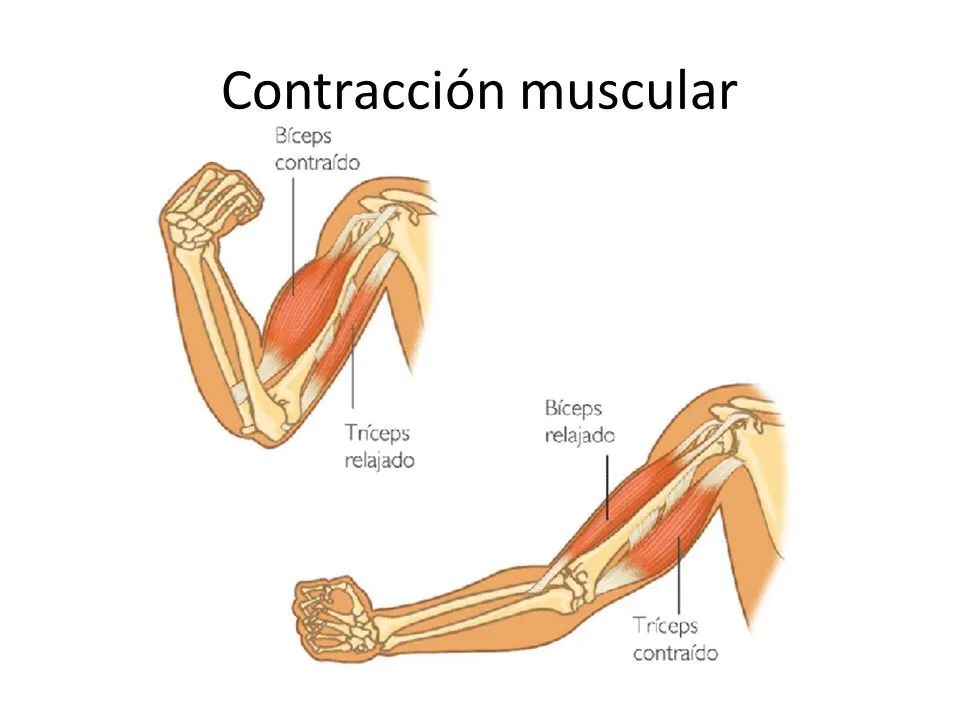 Contracción muscular
Bíceps
contraído
Tríceps
relajado
Bíceps
relajado
Tríceps
contraído